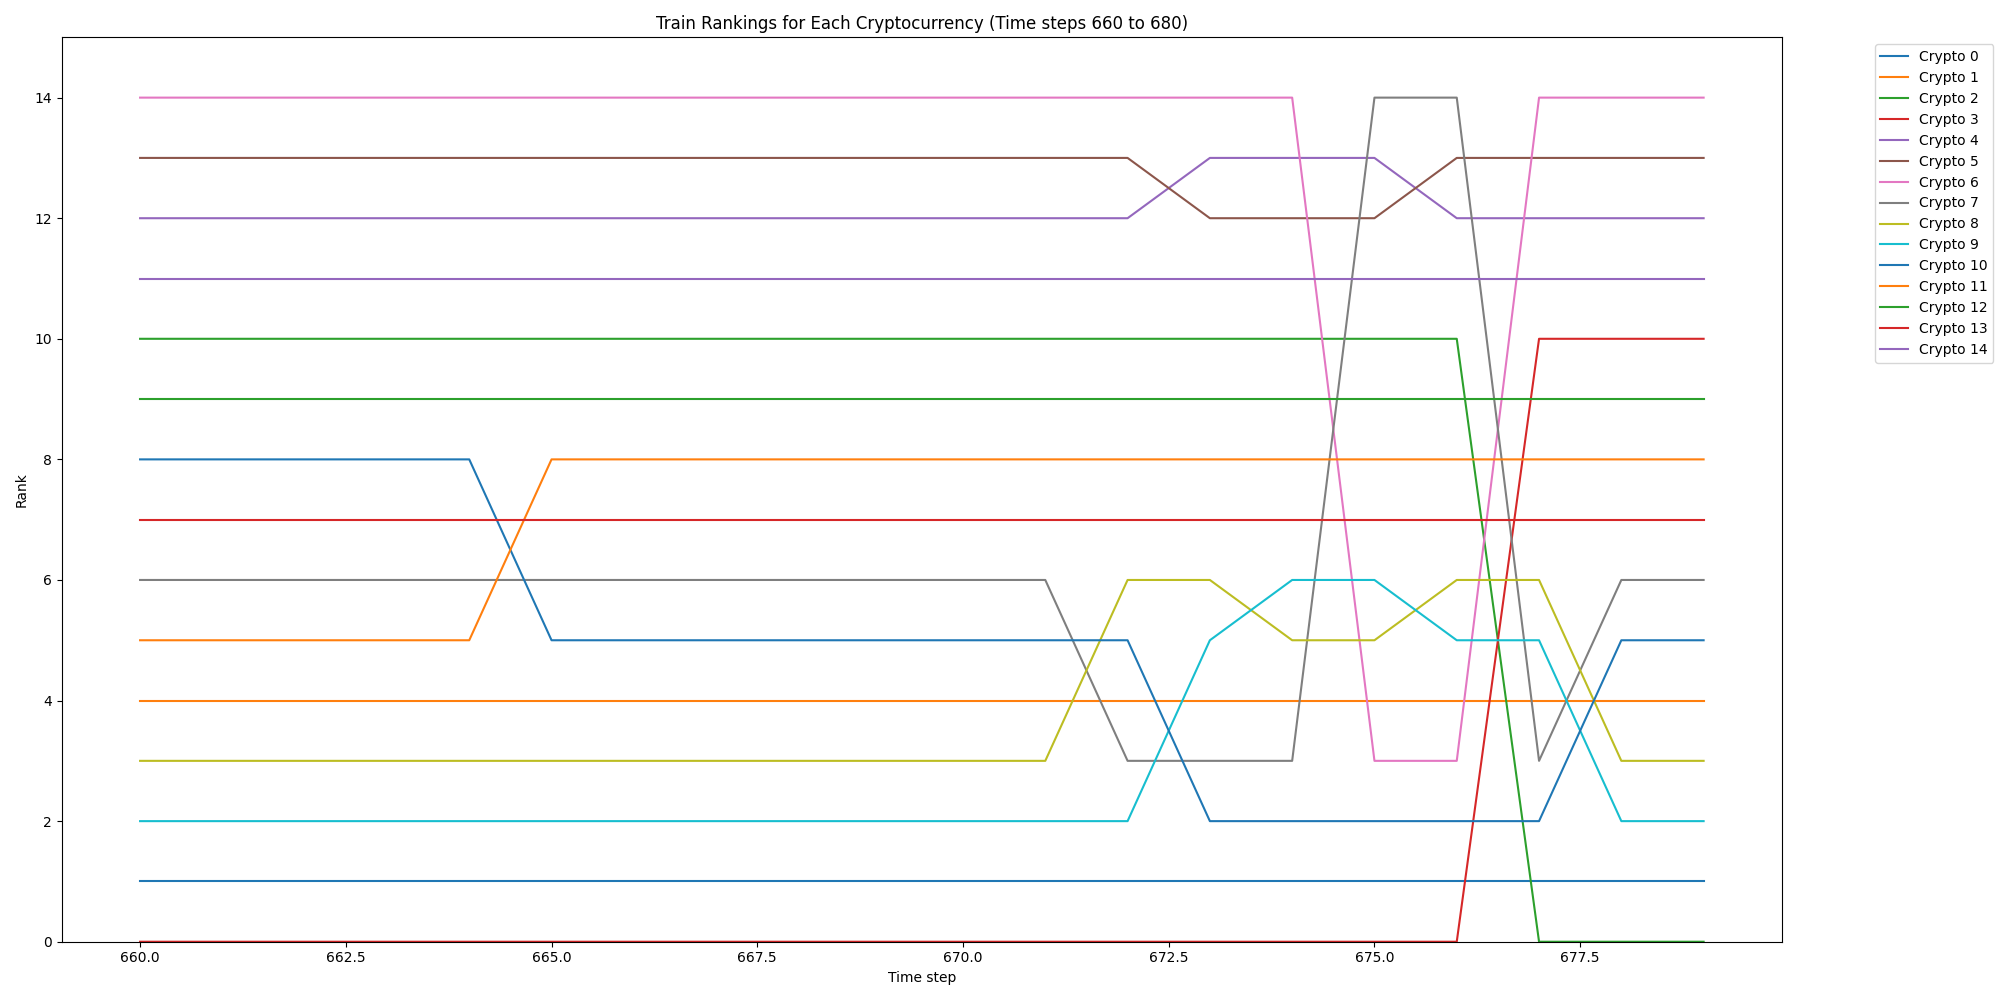 Train Rankings for Each Cryptocurrency (Time steps 660 to 680)
14
12
10
8
6
4
2
0
Rank
660.0 662.5 665.0 667.5 670.0 672.5 675.0 677.5
Time step
Crypto 0
Crypto 1
Crypto 2
Crypto 3
Crypto 4
Crypto 5
Crypto 6
Crypto 7
Crypto 8
Crypto 9
Crypto 10
Crypto 11
Crypto 12
Crypto 13
Crypto 14